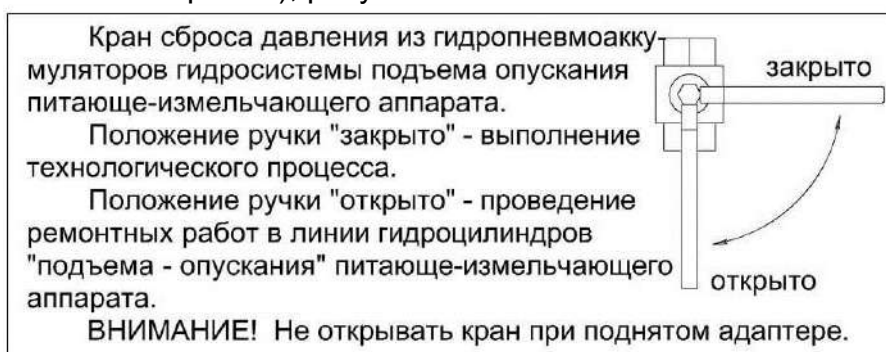 Кран сброса давления из гидропневмоакку-
муляторов гидросистемы подъема опускания
питающе-измельчающего аппарата.
Положение ручки "закрыто" - выполнение
технологического процесса.
Положение ручки "открыто" - проведение
ремонтных работ в линии гидроцилиндров
"подъема - опускания" питающе-измельчающего
аппарата.
ВНИМАНИЕ! Не открывать кран при поднятом адаптере.
закрыто
открыто